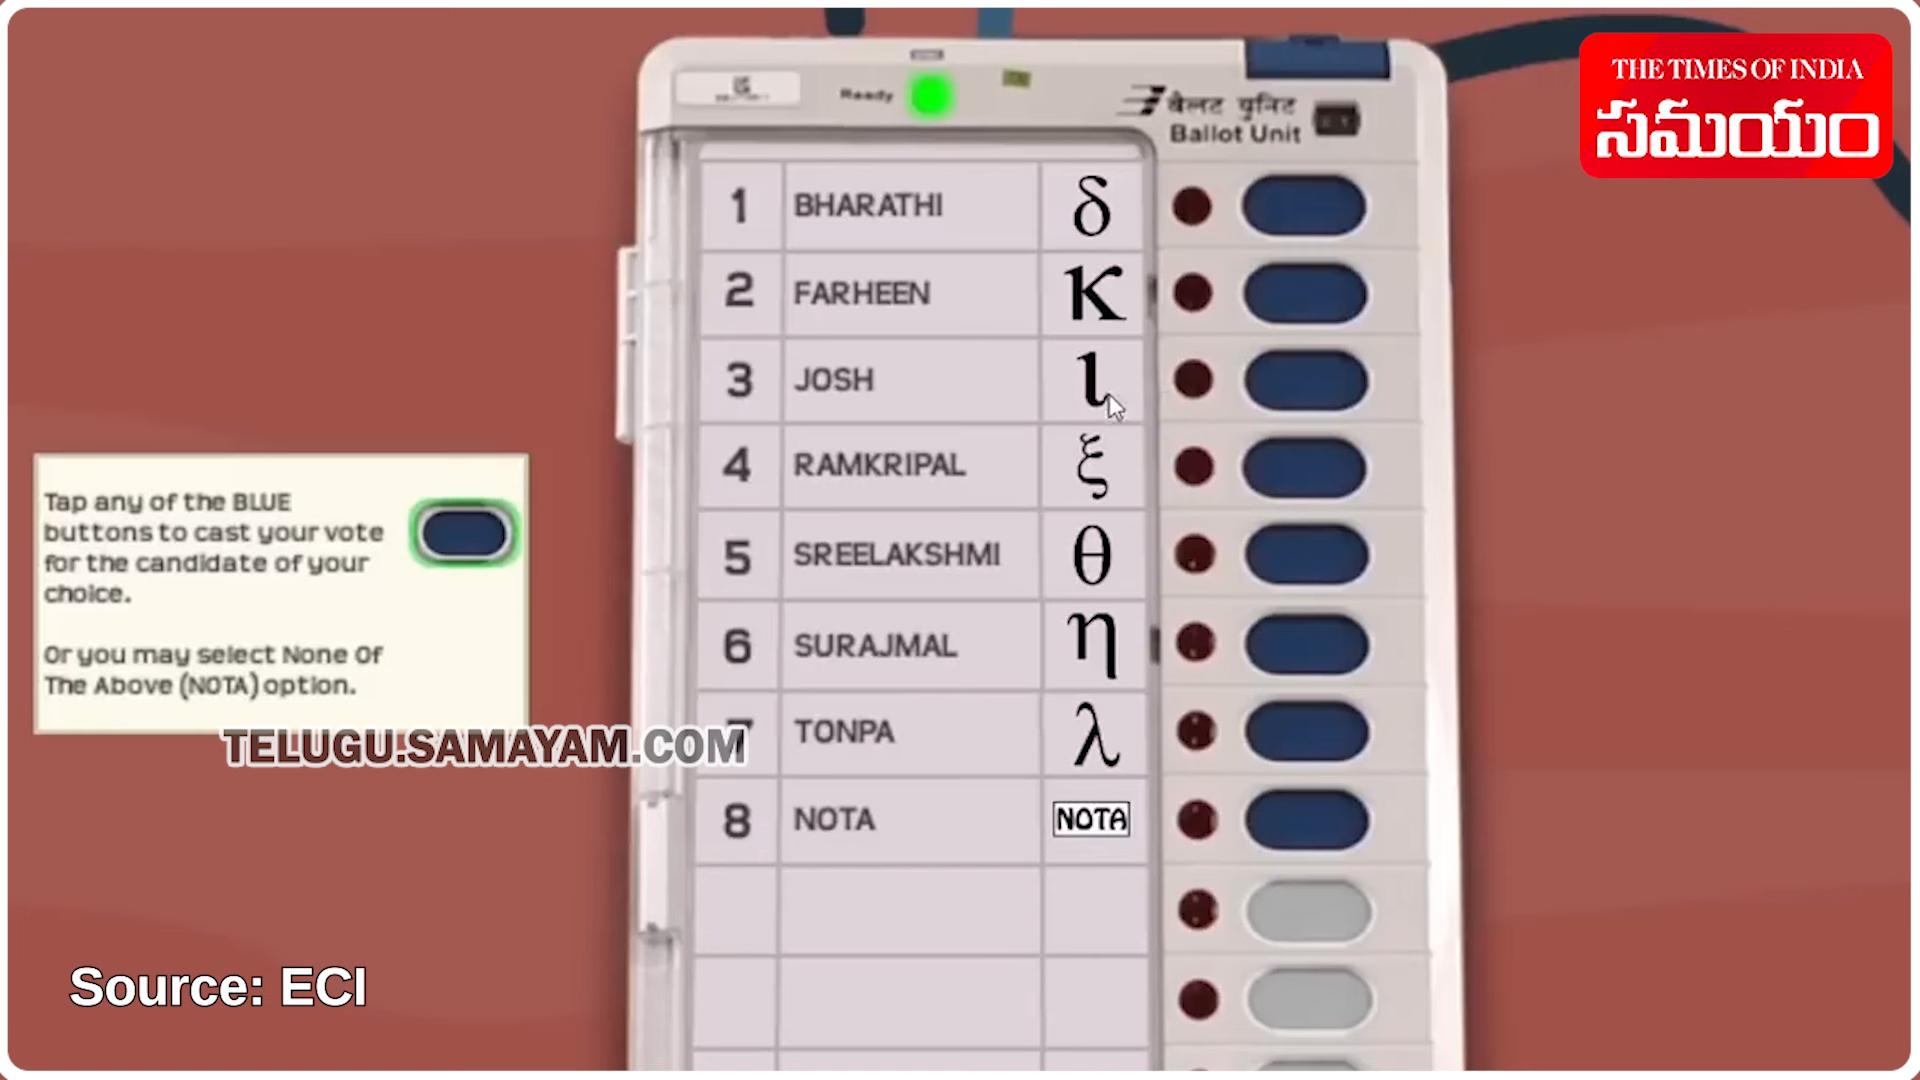 THE TIMES OF INDIA
సమయం
Ready
बैलट युनिट
Ballot Unit
1 BHARATHI δ
2 FARHEEN κ
3 JOSH ι
4 RAMKRIPAL ξ
5 SREELAKSHMI θ
6 SURAJMAL η
7 TONPA λ
8 NOTA NOTA
Tap any of the BLUE
buttons to cast your vote
for the candidate of your
choice.
Or you may select None Of
The Above (NOTA) option.
TELUGU.SAMAYAM.COM
Source: ECI